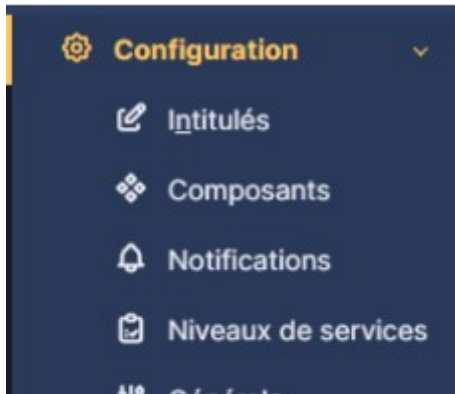 Configuration
Intitulés
Composants
Notifications
Niveaux de services